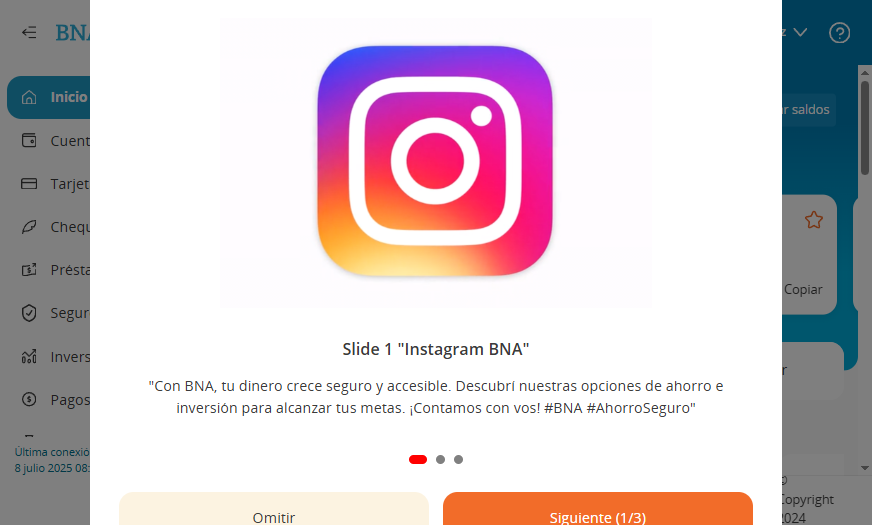 BNA
Inicio
Cuent
Tarjet
Chequ
Présta
Segur
Invers
Pagos
Última conexió
8 julio 2025 08:
z
?
r saldos
Copiar
r
Slide 1 "Instagram BNA"
"Con BNA, tu dinero crece seguro y accesible. Descubrí nuestras opciones de ahorro e
inversión para alcanzar tus metas. ¡Contamos con vos! #BNA #AhorroSeguro"
Omitir
Siguiente (1/3)
Copyright
2024